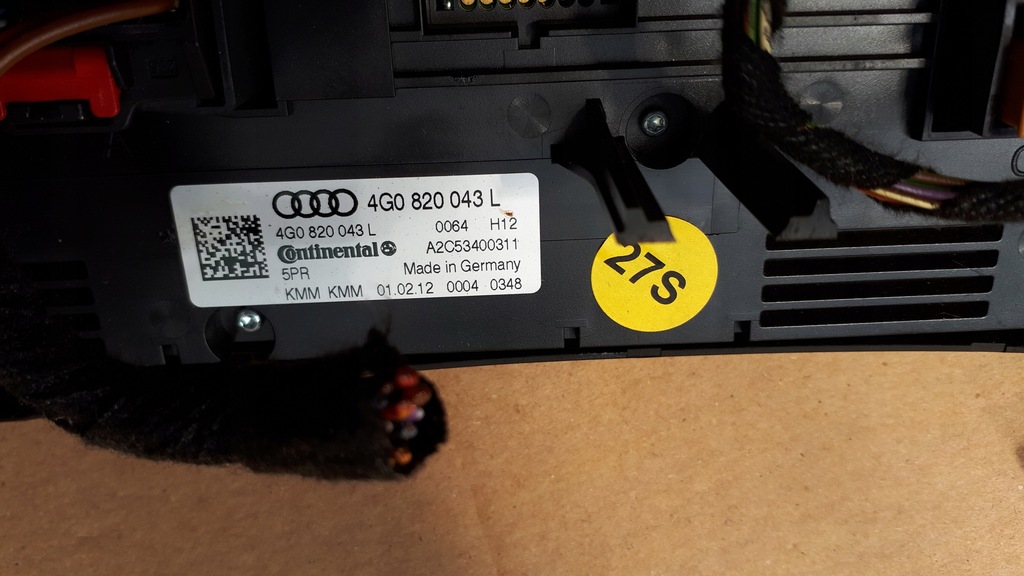 4G0 820 043 L
4G0 820 043 L 0064 H12
Continental A2C53400311
5PR Made in Germany
KMM KMM 01.02.12 0004 0348
27S